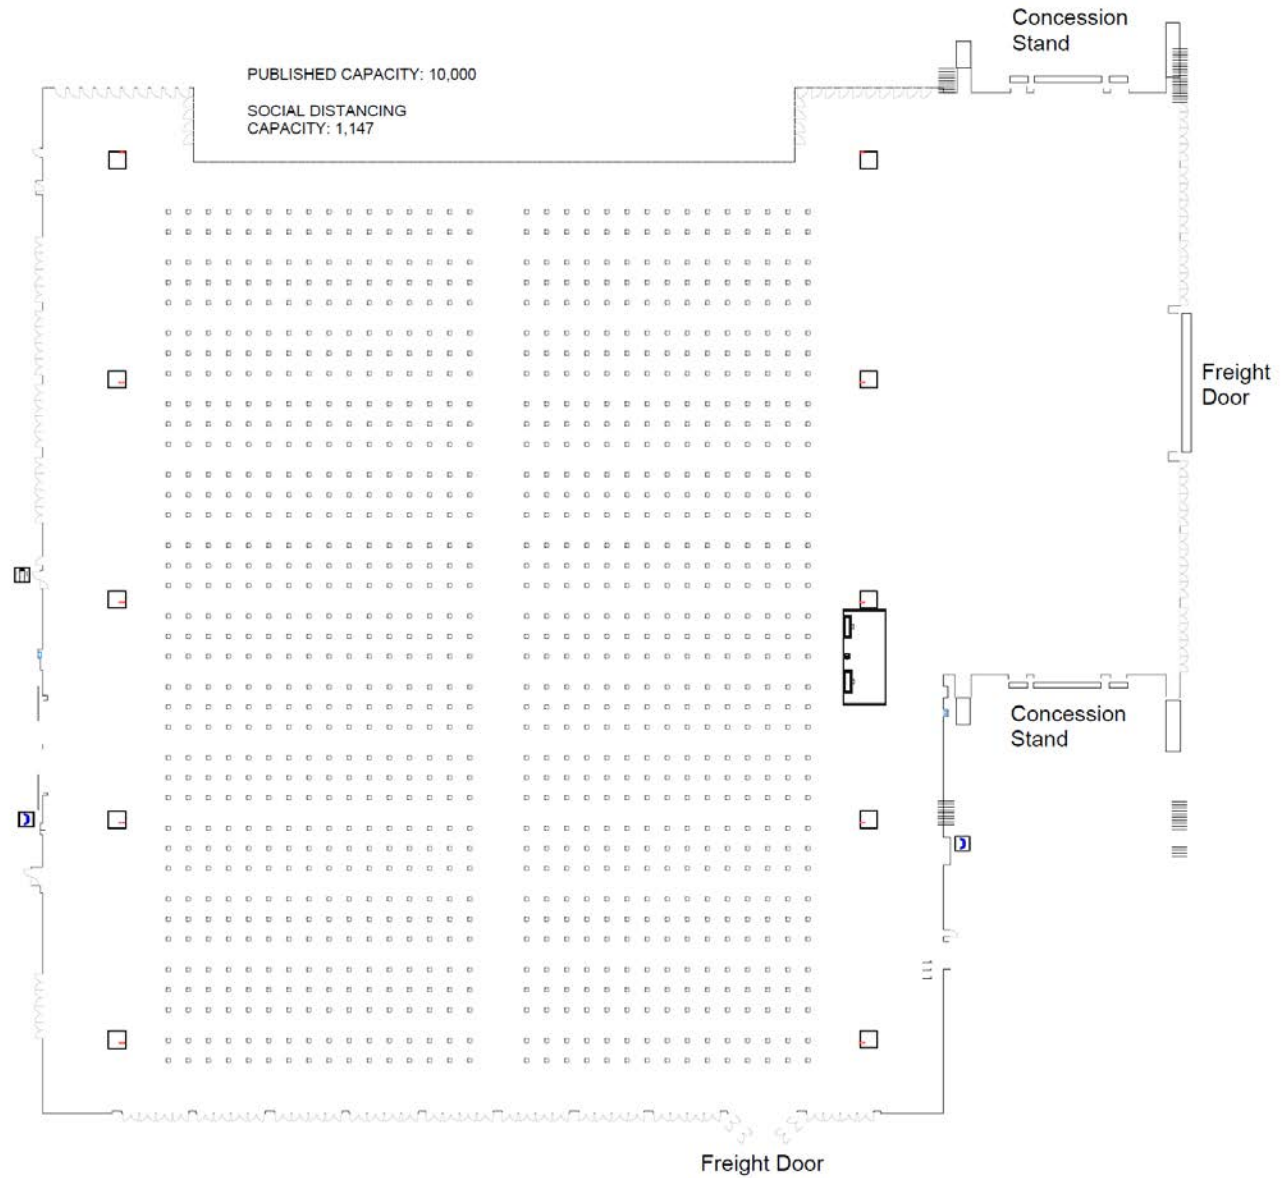 Concession
Stand
PUBLISHED CAPACITY: 10,000
SOCIAL DISTANCING
CAPACITY: 1,147
Freight
Door
Concession
Stand
Freight Door